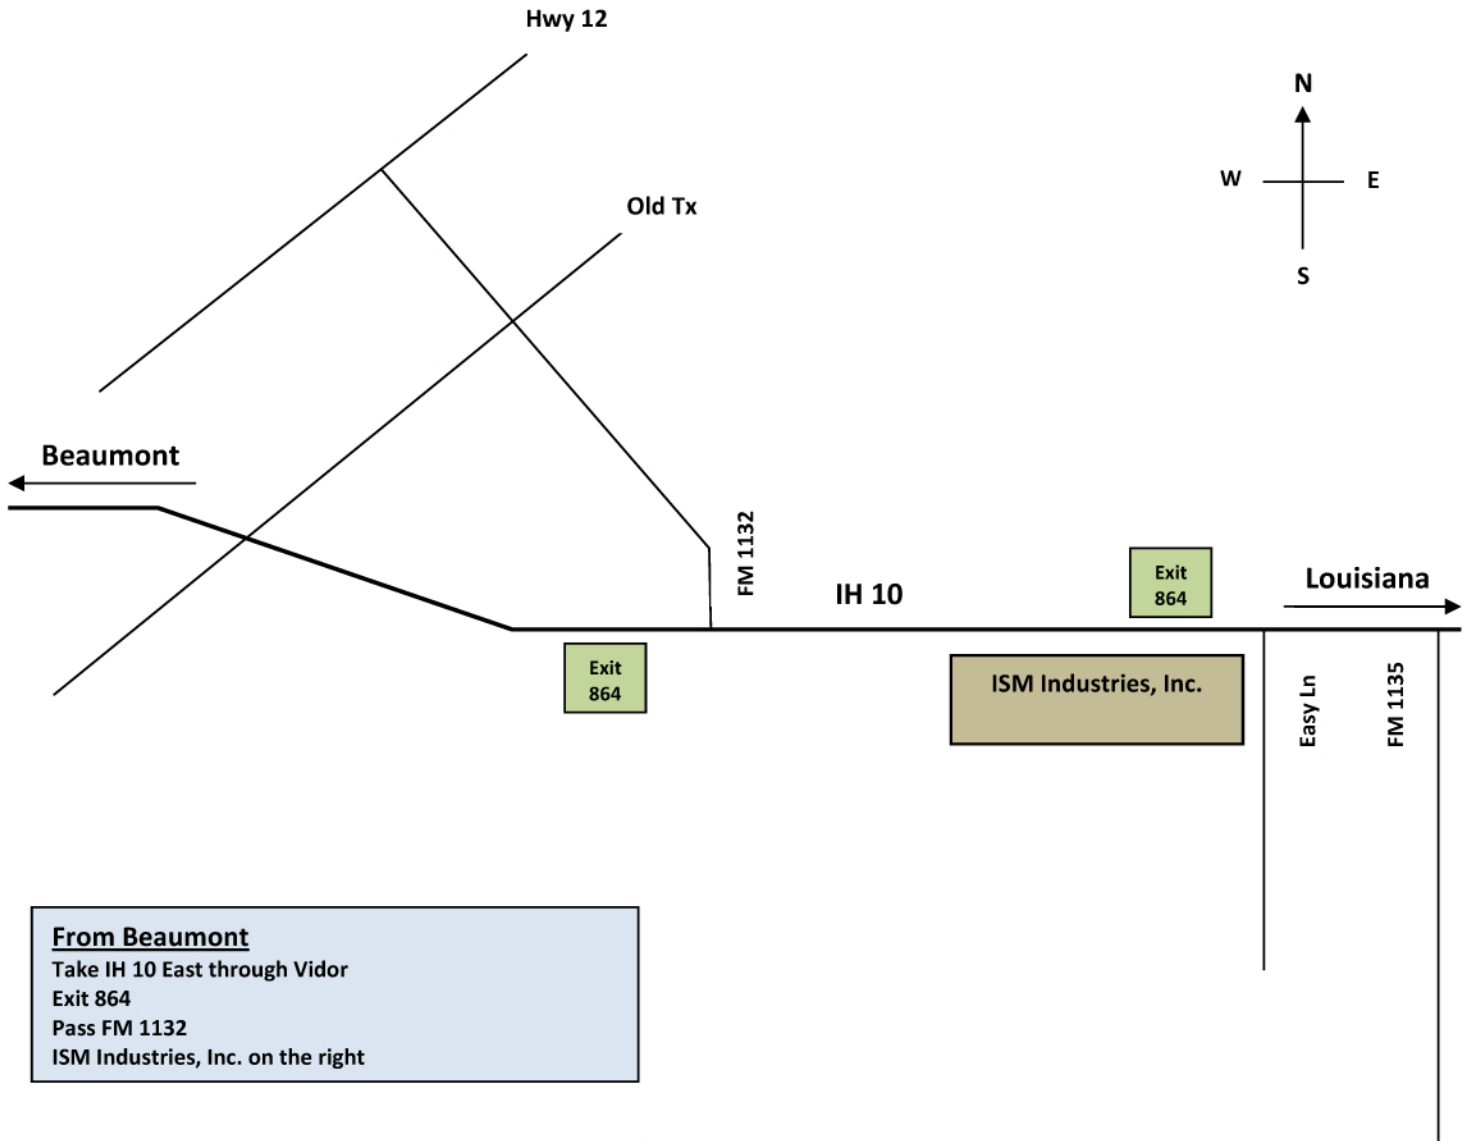 Hwy 12
N
W
E
Old Tx
S
Beaumont
FM 1132
IH 10
Exit
864
Louisiana
Exit
864
ISM Industries, Inc.
Easy Ln
FM 1135
From Beaumont
Take IH 10 East through Vidor
Exit 864
Pass FM 1132
ISM Industries, Inc. on the right